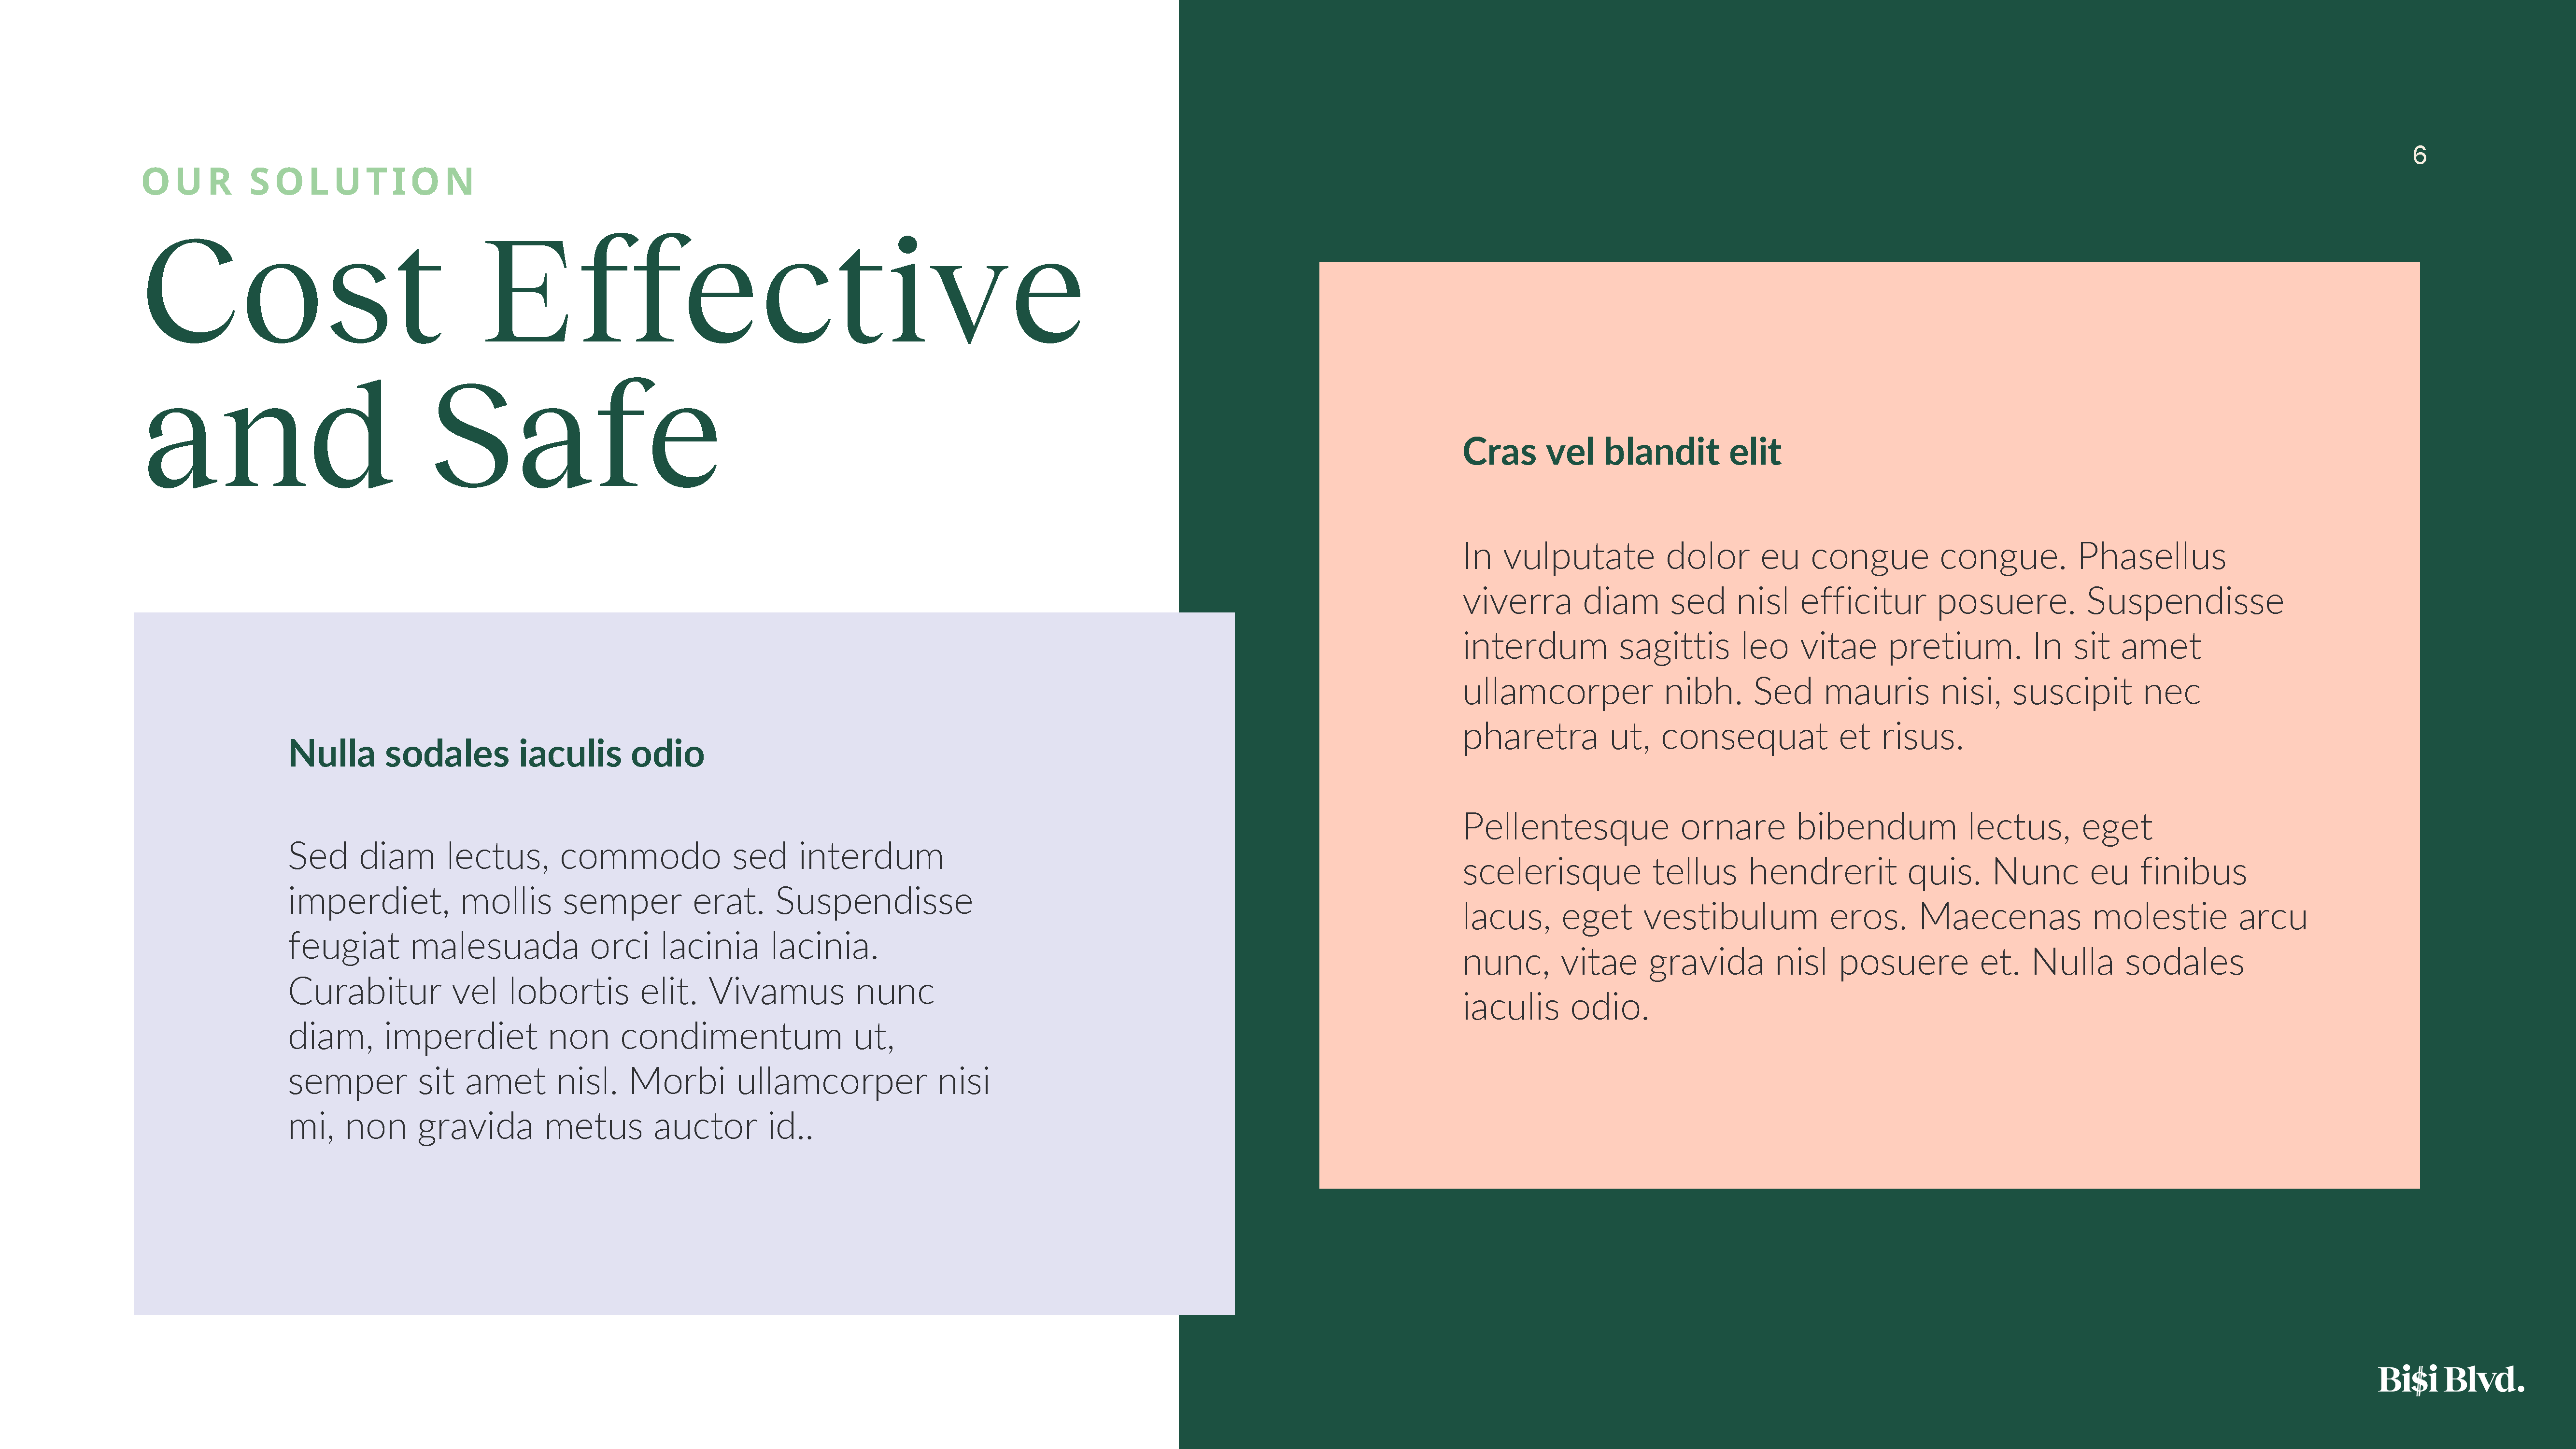 OUR SOLUTION
Cost Effective
and Safe
Nulla sodales iaculis odio
Sed diam lectus, commodo sed interdum
imperdiet, mollis semper erat. Suspendisse
feugiat malesuada orci lacinia lacinia.
Curabitur vel lobortis elit. Vivamus nunc
diam, imperdiet non condimentum ut,
semper sit amet nisl. Morbi ullamcorper nisi
mi, non gravida metus auctor id..
6
Cras vel blandit elit
In vulputate dolor eu congue congue. Phasellus
viverra diam sed nisl efficitur posuere. Suspendisse
interdum sagittis leo vitae pretium. In sit amet
ullamcorper nibh. Sed mauris nisi, suscipit nec
pharetra ut, consequat et risus.
Pellentesque ornare bibendum lectus, eget
scelerisque tellus hendrerit quis. Nunc eu finibus
lacus, eget vestibulum eros. Maecenas molestie arcu
nunc, vitae gravida nisl posuere et. Nulla sodales
iaculis odio.
Bi$i Blvd.